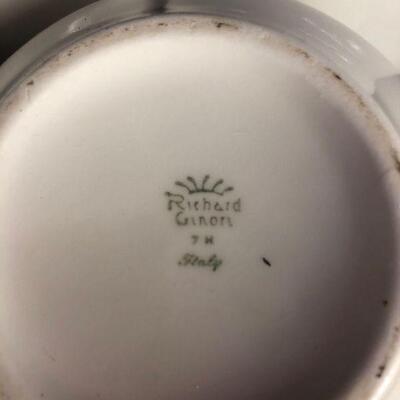 Richard
Ginori
7 H
Italy